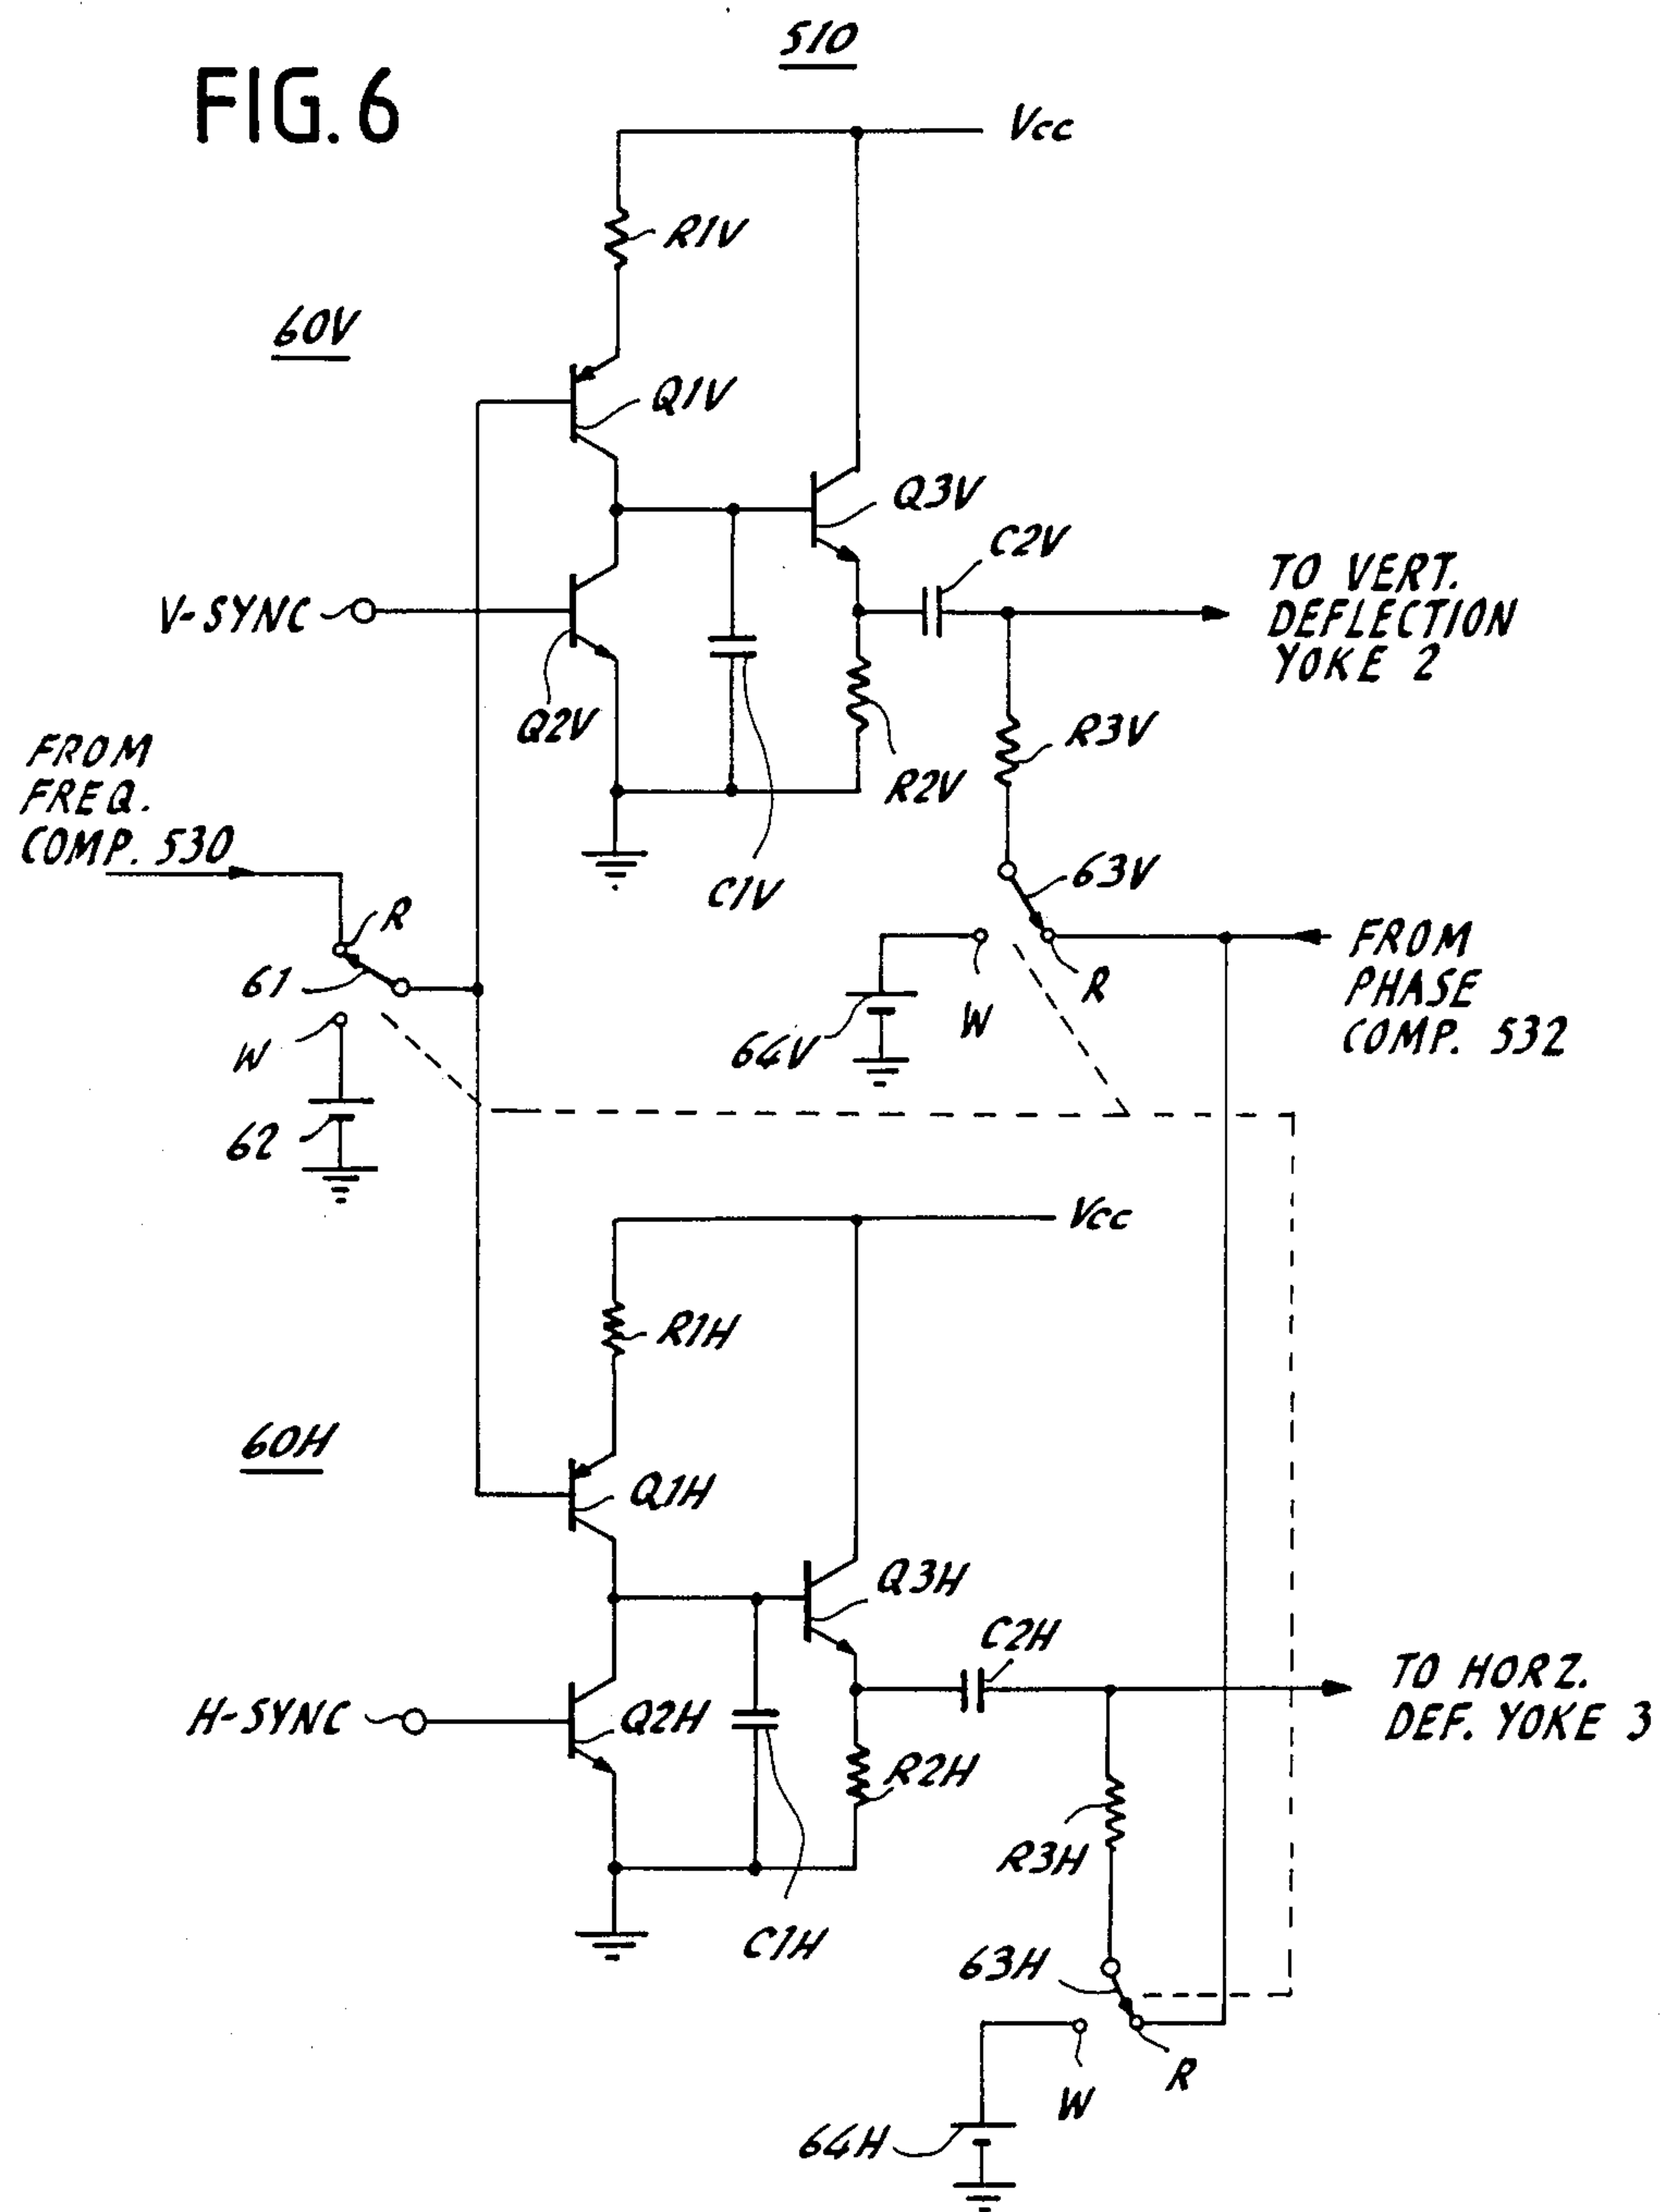 510
FIG. 6
Vcc
R1V
60V
Q1V
Q3V
C2V
V-SYNC
TO VERT.
DEFLECTION
YOKE 2
Q2V
R3V
R2V
FROM
FREQ.
COMP. 530
C1V
63V
R
61
W
62
64V
W
R
FROM
PHASE
COMP. 532
Vcc
R1H
60H
Q1H
Q3H
C2H
H-SYNC
Q2H
TO HORZ.
DEF. YOKE 3
R2H
R3H
C1H
63H
R
W
64H